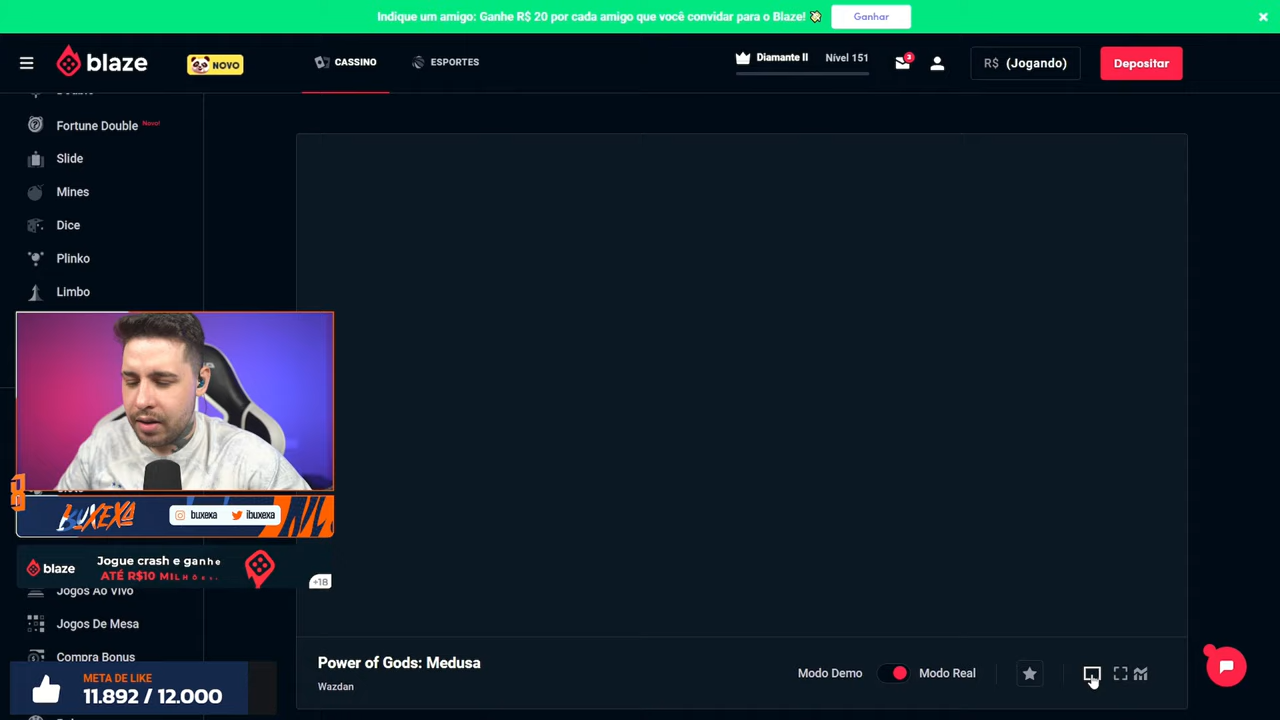 Indique um amigo: Ganhe R$ 20 por cada amigo que você convidar para o Blaze!
Ganhar
blaze
NOVO
CASSINO
ESPORTES
Diamante II
Nível 151
3
R$ (Jogando)
Depositar
Fortune Double Novo!
Slide
Mines
Dice
Plinko
Limbo
BUXEXA
buxexa
ibuxexa
blaze
Jogue crash e ganhe
ATÉ R$10 MILHÕES.
+18
Jogos Ao Vivo
Jogos De Mesa
Compra Bonus
META DE LIKE
11.892 / 12.000
Power of Gods: Medusa
Wazdan
Modo Demo
Modo Real